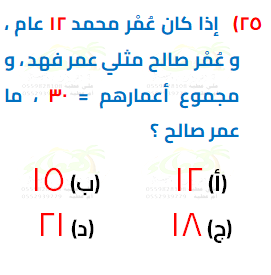 ٢٥) إذا كان عُمْر محمد ١٢ عام ،
و عُمْر صالح مثلي عمر فهد ، و
مجموع أعمارهم = ٣٠ ، ما
عمر صالح ؟
(أ) ١٢ (ب) ١٥
(ج) ١٨ (د) ٢١